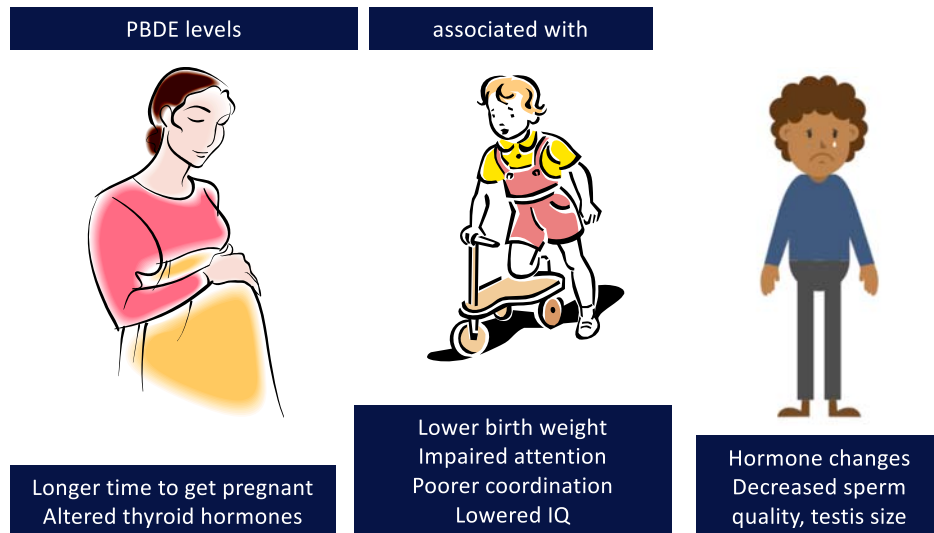 PBDE levels
associated with
Longer time to get pregnant
Altered thyroid hormones
Lower birth weight
Impaired attention
Poorer coordination
Lowered IQ
Hormone changes
Decreased sperm
quality, testis size